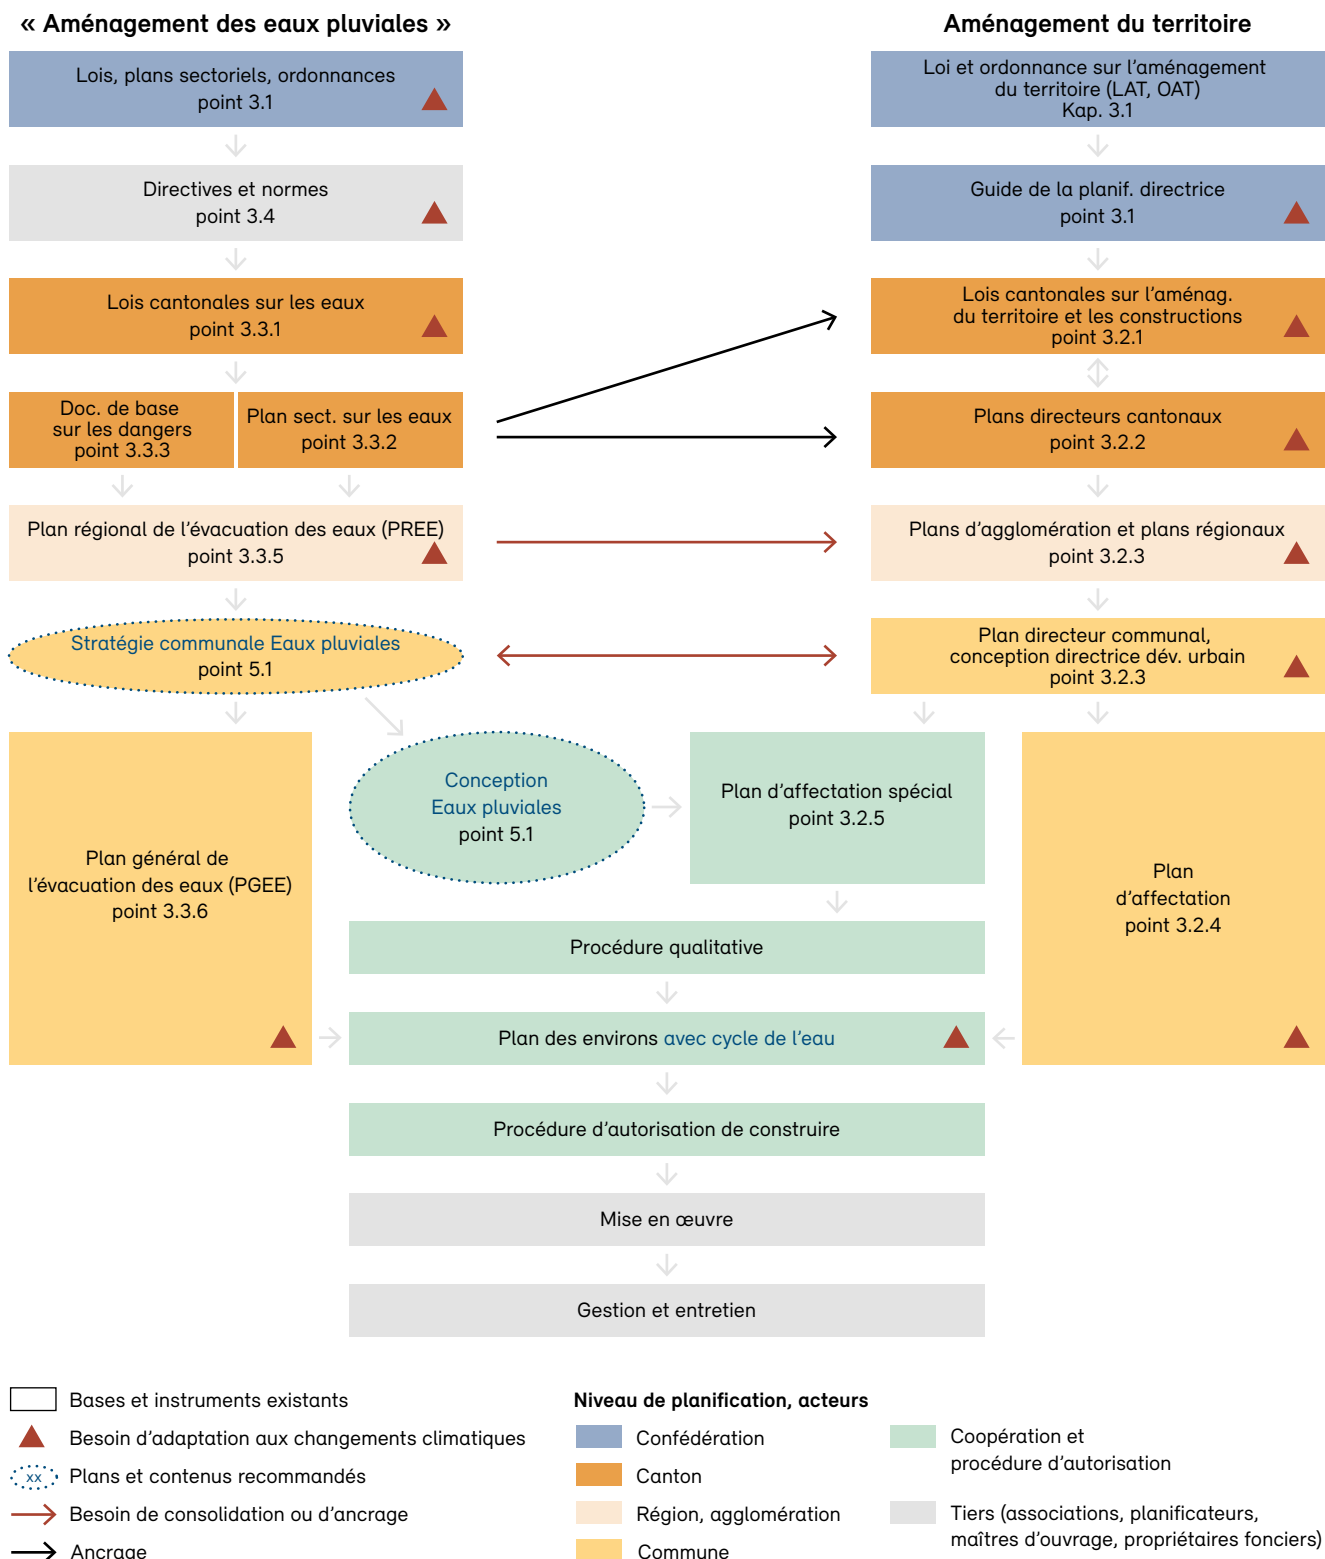 « Aménagement des eaux pluviales »
Aménagement du territoire
Lois, plans sectoriels, ordonnances
point 3.1
Loi et ordonnance sur l'aménagement
du territoire (LAT, OAT)
Kap. 3.1
Directives et normes
point 3.4
Guide de la planif. directrice
point 3.1
Lois cantonales sur les eaux
point 3.3.1
Lois cantonales sur l'aménag.
du territoire et les constructions
point 3.2.1
Doc. de base
sur les dangers
point 3.3.3
Plan sect. sur les eaux
point 3.3.2
Plans directeurs cantonaux
point 3.2.2
Plan régional de l'évacuation des eaux (PREE)
point 3.3.5
Plans d'agglomération et plans régionaux
point 3.2.3
Stratégie communale Eaux pluviales
point 5.1
Plan directeur communal,
conception directrice dév. urbain
point 3.2.3
Conception
Eaux pluviales
point 5.1
Plan d'affectation spécial
point 3.2.5
Plan général de
l'évacuation des eaux (PGEE)
point 3.3.6
Plan
d'affectation
point 3.2.4
Procédure qualitative
Plan des environs avec cycle de l'eau
Procédure d'autorisation de construire
Mise en œuvre
Gestion et entretien
Bases et instruments existants
Besoin d'adaptation aux changements climatiques
xx Plans et contenus recommandés
Besoin de consolidation ou d'ancrage
Ancrage
Niveau de planification, acteurs
Confédération
Canton
Région, agglomération
Commune
Coopération et
procédure d'autorisation
Tiers (associations, planificateurs,
maîtres d'ouvrage, propriétaires fonciers)